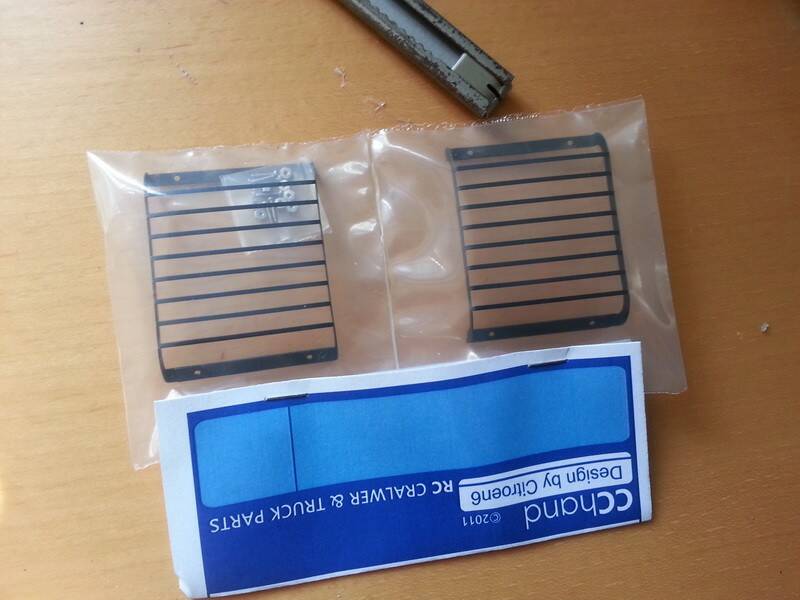 CChand ©2011
Design by Citroen6
RC CRALWER & TRUCK PARTS